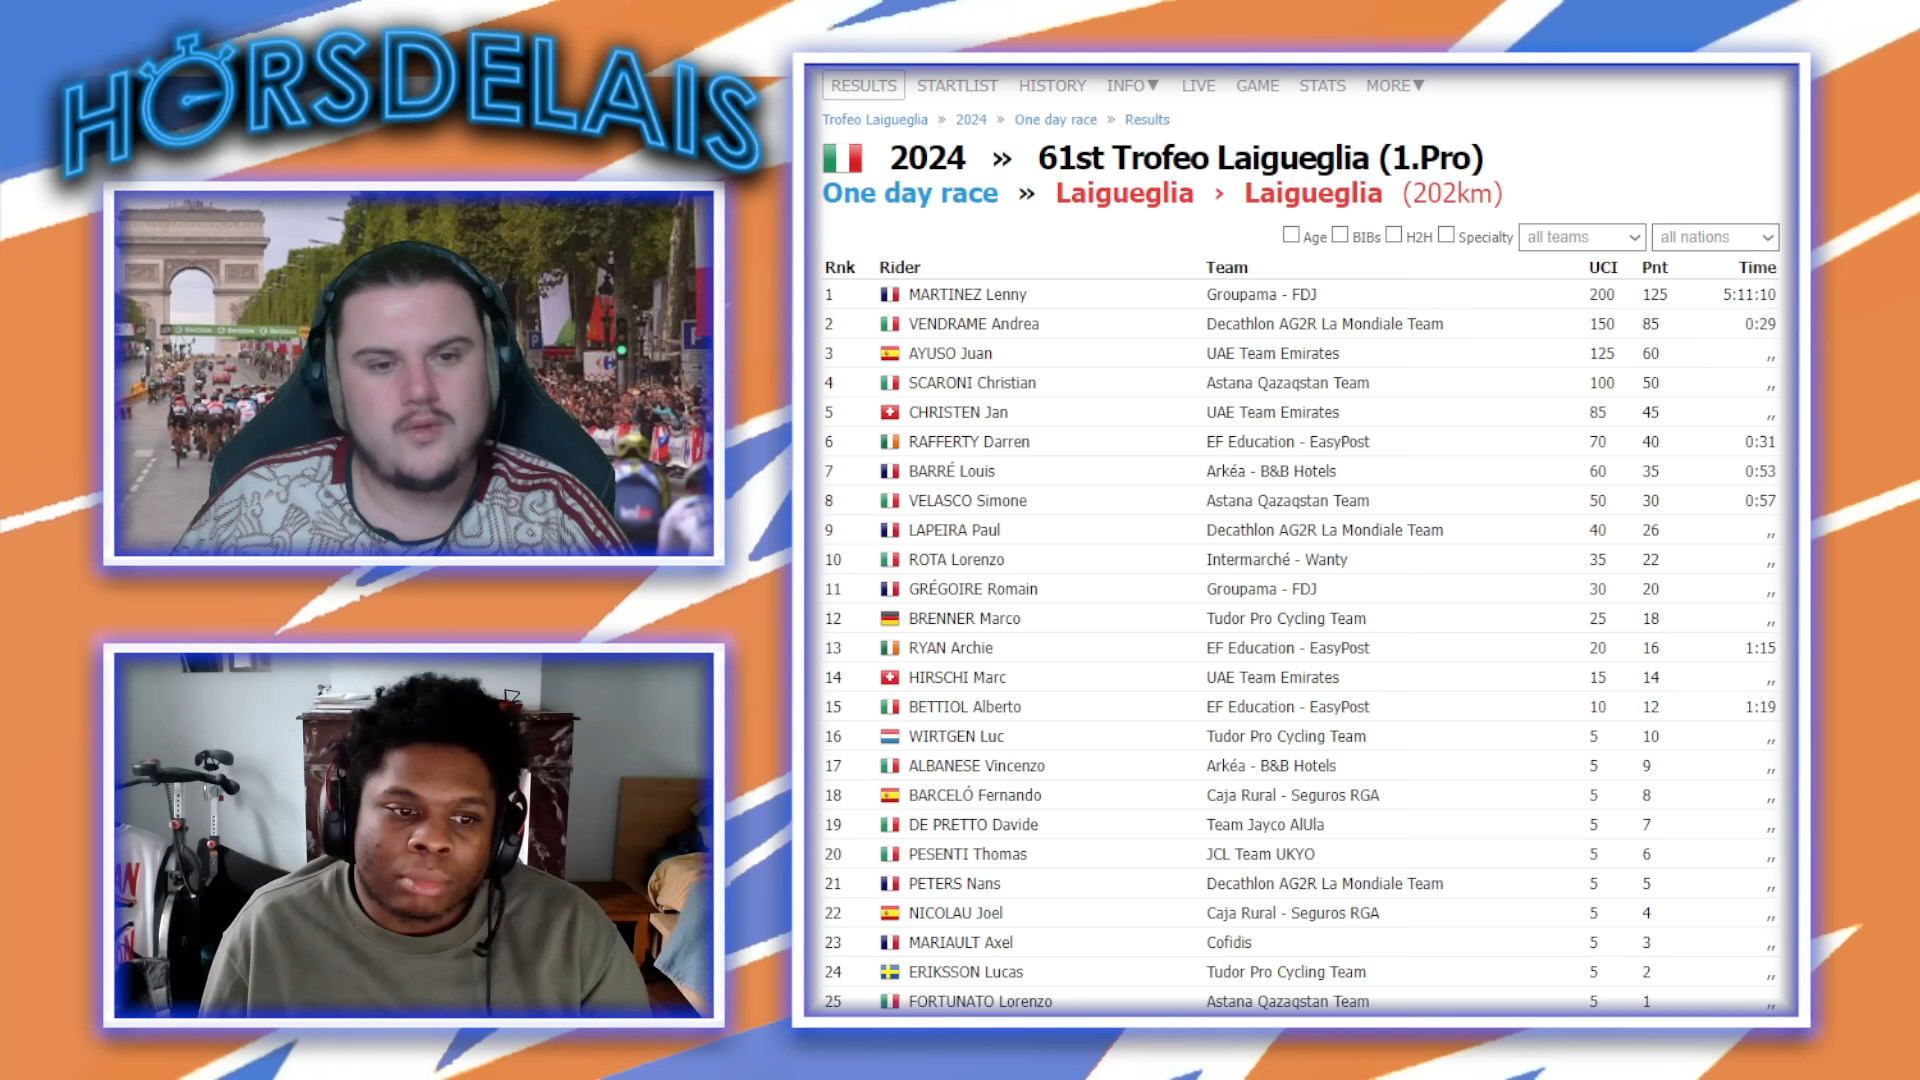 HORSDELAIS
RESULTS STARTLIST HISTORY INFO▼ LIVE GAME STATS MORE▼
Trofeo Laigueglia » 2024 » One day race » Results
2024 » 61st Trofeo Laigueglia (1.Pro)
One day race » Laigueglia › Laigueglia (202km)
Age BIBs H2H Specialty all teams all nations
Rnk Rider Team UCI Pnt Time
1 MARTINEZ Lenny Groupama - FDJ 200 125 5:11:10
2 VENDRAME Andrea Decathlon AG2R La Mondiale Team 150 85 0:29
3 AYUSO Juan UAE Team Emirates 125 60 ,,
4 SCARONI Christian Astana Qazaqstan Team 100 50 ,,
5 CHRISTEN Jan UAE Team Emirates 85 45 ,,
6 RAFFERTY Darren EF Education - EasyPost 70 40 0:31
7 BARRÉ Louis Arkéa - B&B Hotels 60 35 0:53
8 VELASCO Simone Astana Qazaqstan Team 50 30 0:57
9 LAPEIRA Paul Decathlon AG2R La Mondiale Team 40 26 ,,
10 ROTA Lorenzo Intermarché - Wanty 35 22 ,,
11 GRÉGOIRE Romain Groupama - FDJ 30 20 ,,
12 BRENNER Marco Tudor Pro Cycling Team 25 18 ,,
13 RYAN Archie EF Education - EasyPost 20 16 1:15
14 HIRSCHI Marc UAE Team Emirates 15 14 ,,
15 BETTIOL Alberto EF Education - EasyPost 10 12 1:19
16 WIRTGEN Luc Tudor Pro Cycling Team 5 10 ,,
17 ALBANESE Vincenzo Arkéa - B&B Hotels 5 9 ,,
18 BARCELÓ Fernando Caja Rural - Seguros RGA 5 8 ,,
19 DE PRETTO Davide Team Jayco AlUla 5 7 ,,
20 PESENTI Thomas JCL Team UKYO 5 6 ,,
21 PETERS Nans Decathlon AG2R La Mondiale Team 5 5 ,,
22 NICOLAU Joel Caja Rural - Seguros RGA 5 4 ,,
23 MARIAULT Axel Cofidis 5 3 ,,
24 ERIKSSON Lucas Tudor Pro Cycling Team 5 2 ,,
25 FORTUNATO Lorenzo Astana Qazaqstan Team 5 1 ,,